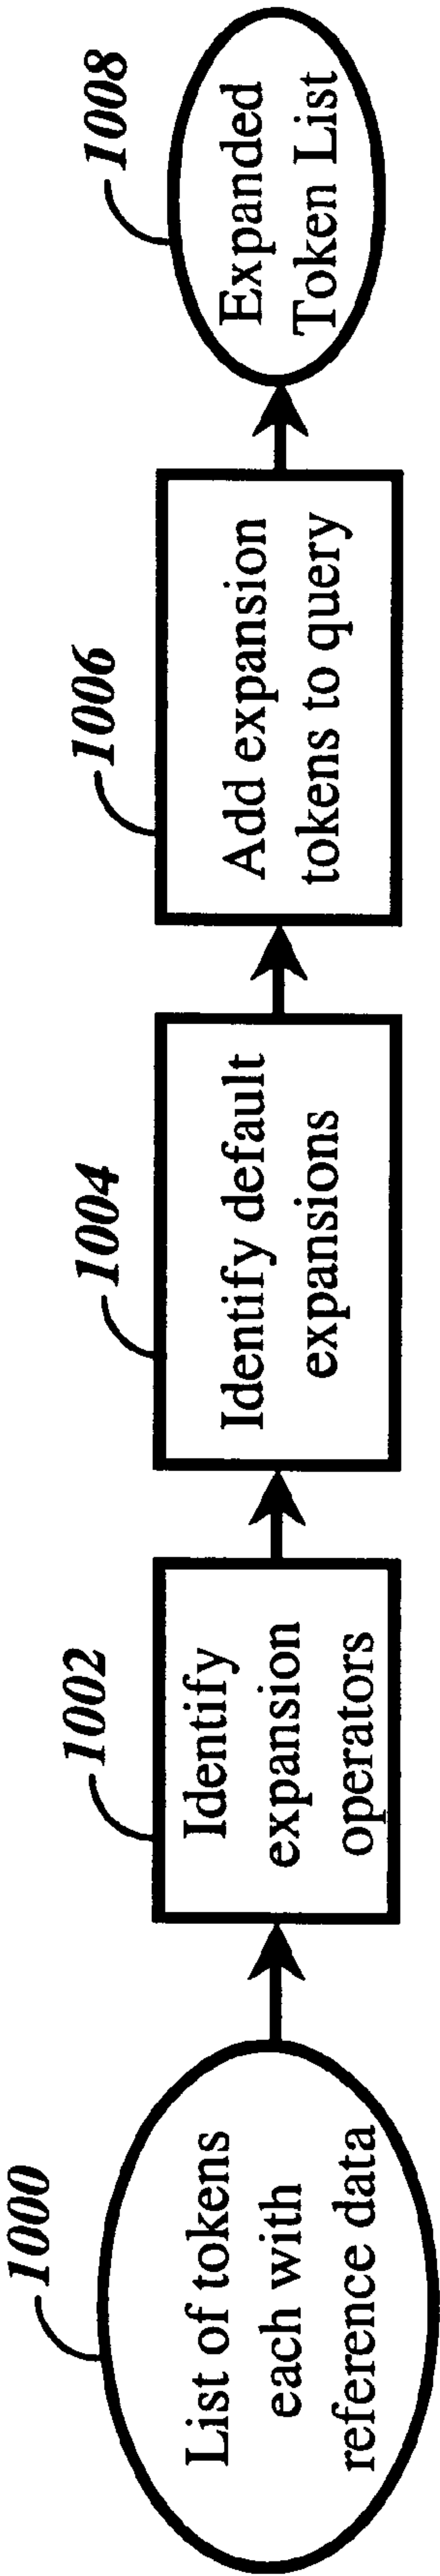 1000
List of tokens
each with
reference data
1002
Identify
expansion
operators
1004
Identify default
expansions
1006
Add expansion
tokens to query
1008
Expanded
Token List